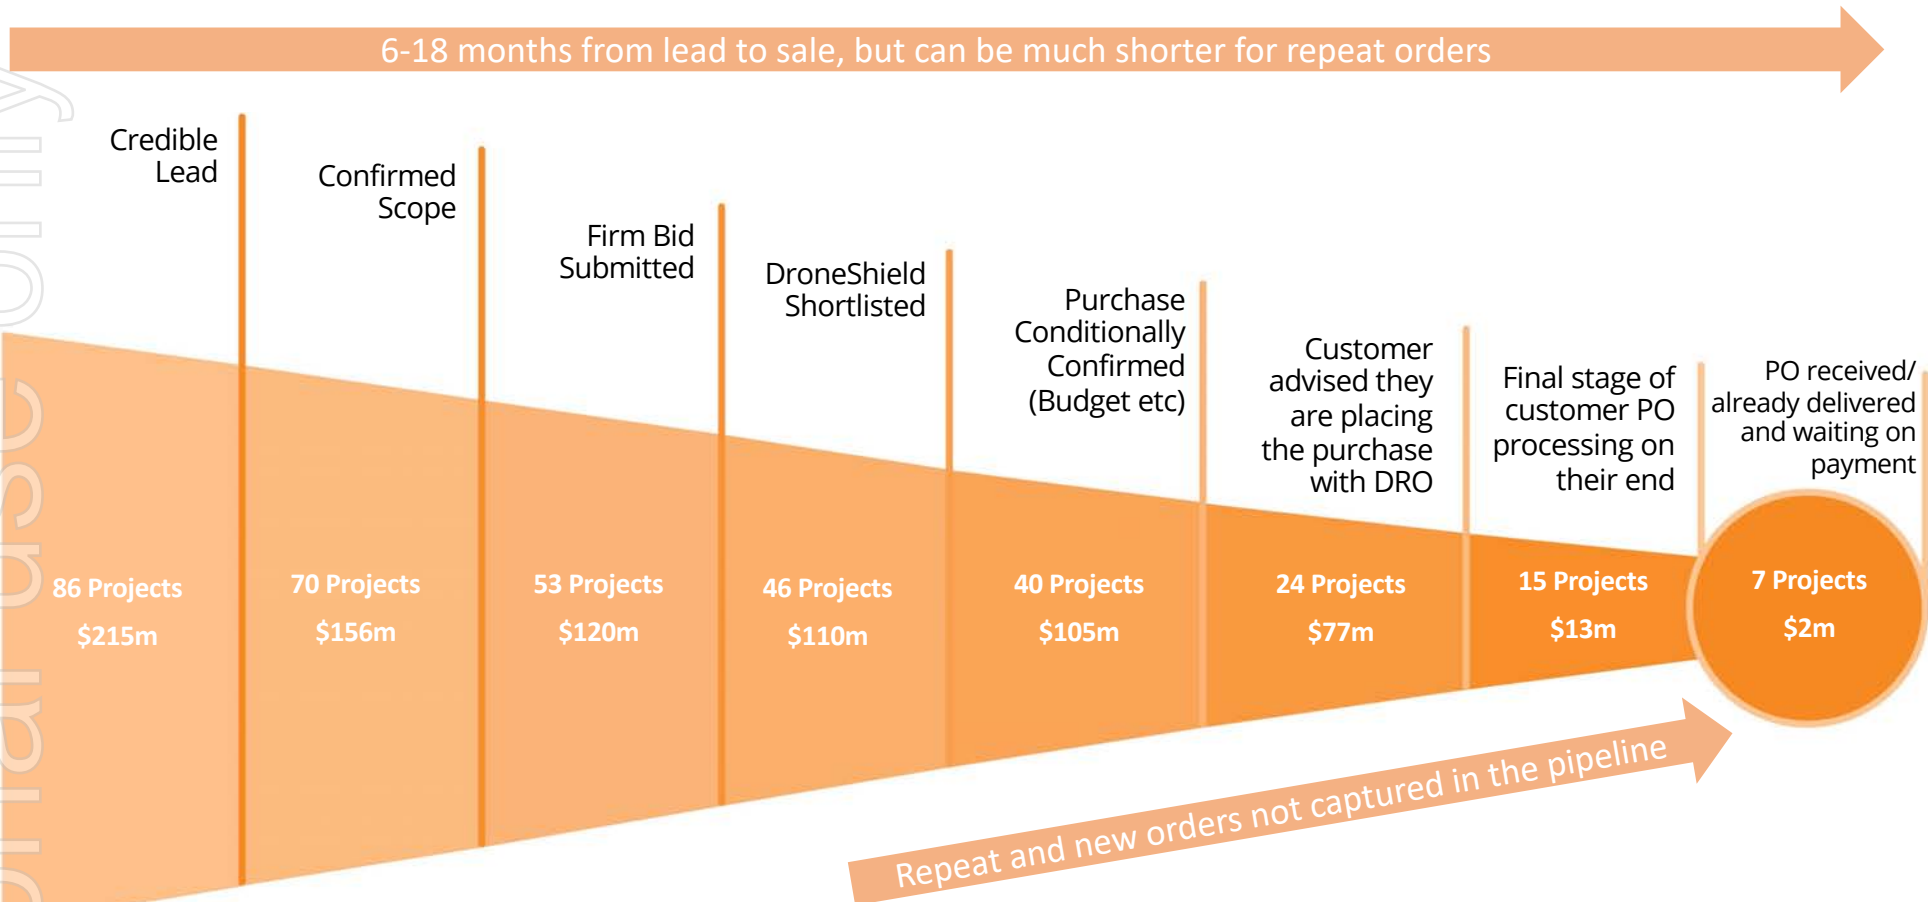 6-18 months from lead to sale, but can be much shorter for repeat orders
Credible
Lead
Confirmed
Scope
Firm Bid
Submitted
DroneShield
Shortlisted
Purchase
Conditionally
Confirmed
(Budget etc)
Customer
advised they
are placing
the purchase
with DRO
Final stage of
customer PO
processing on
their end
PO received/
already delivered
and waiting on
payment
86 Projects
$215m
70 Projects
$156m
53 Projects
$120m
46 Projects
$110m
40 Projects
$105m
24 Projects
$77m
15 Projects
$13m
7 Projects
$2m
Repeat and new orders not captured in the pipeline
use only